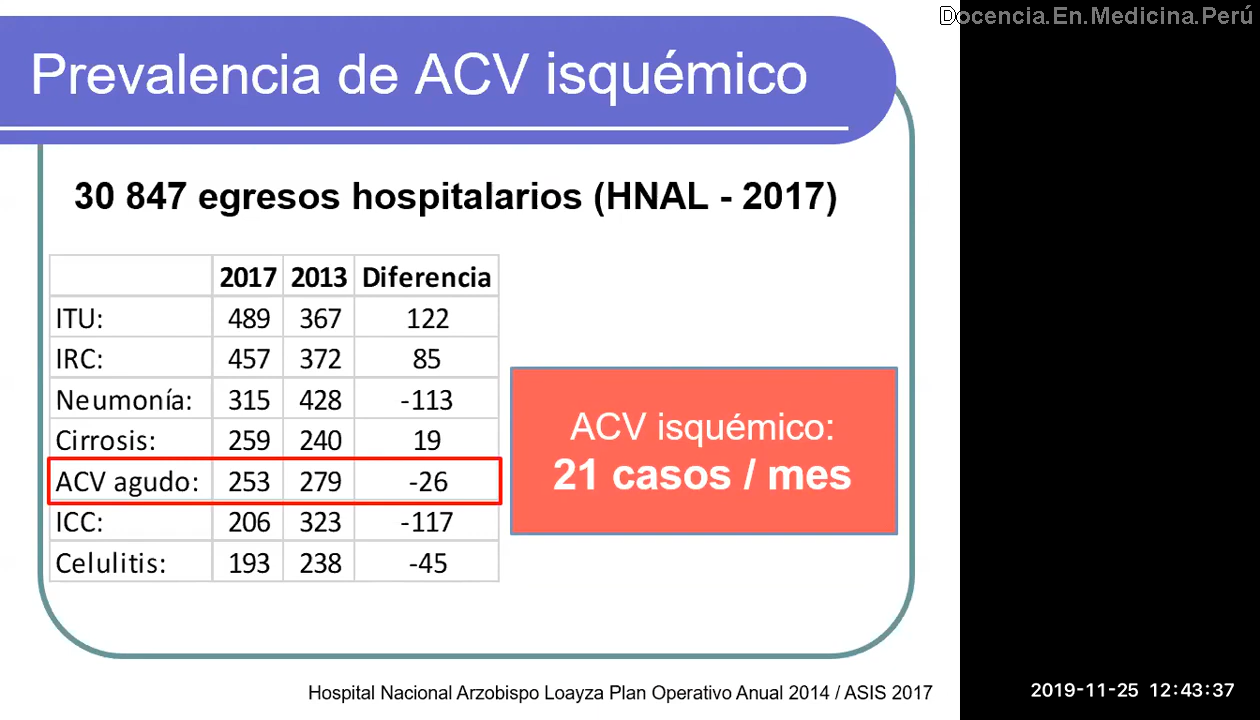 Docencia.En.Medicina.Perú
Prevalencia de ACV isquémico
30 847 egresos hospitalarios (HNAL - 2017)
2017 2013 Diferencia
ITU: 489 367 122
IRC: 457 372 85
Neumonía: 315 428 -113
Cirrosis: 259 240 19
ACV agudo: 253 279 -26
ICC: 206 323 -117
Celulitis: 193 238 -45
ACV isquémico:
21 casos / mes
Hospital Nacional Arzobispo Loayza Plan Operativo Anual 2014 / ASIS 2017
2019-11-25 12:43:37